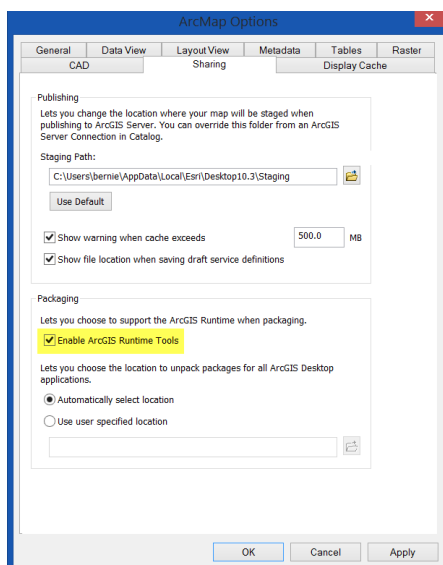 ArcMap Options
General Data View Layout View Metadata Tables Raster
CAD Sharing Display Cache
Publishing
Lets you change the location where your map will be staged when
publishing to ArcGIS Server. You can override this folder from an ArcGIS
Server Connection in Catalog.
Staging Path:
C:\Users\bernie\AppData\Local\Esri\Desktop10.3\Staging
Use Default
Show warning when cache exceeds 500.0 MB
Show file location when saving draft service definitions
Packaging
Lets you choose to support the ArcGIS Runtime when packaging.
Enable ArcGIS Runtime Tools
Lets you choose the location to unpack packages for all ArcGIS Desktop
applications.
Automatically select location
Use user specified location
OK Cancel Apply